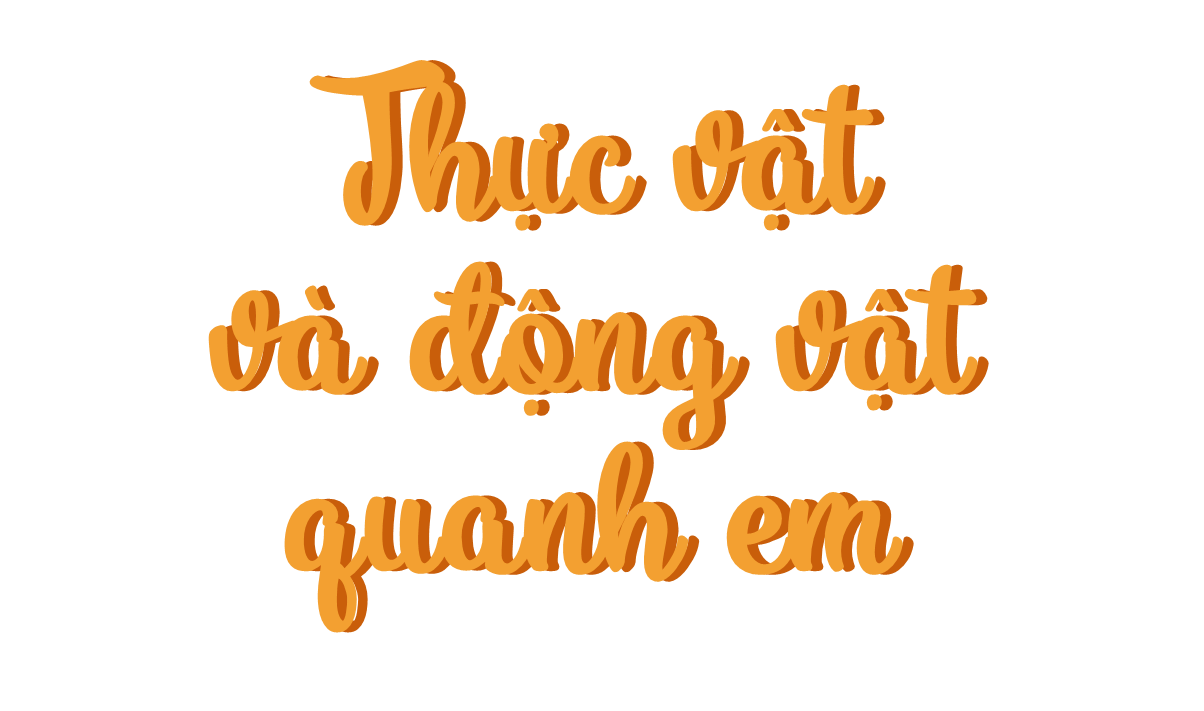 Thực vật
và động vật
quanh em